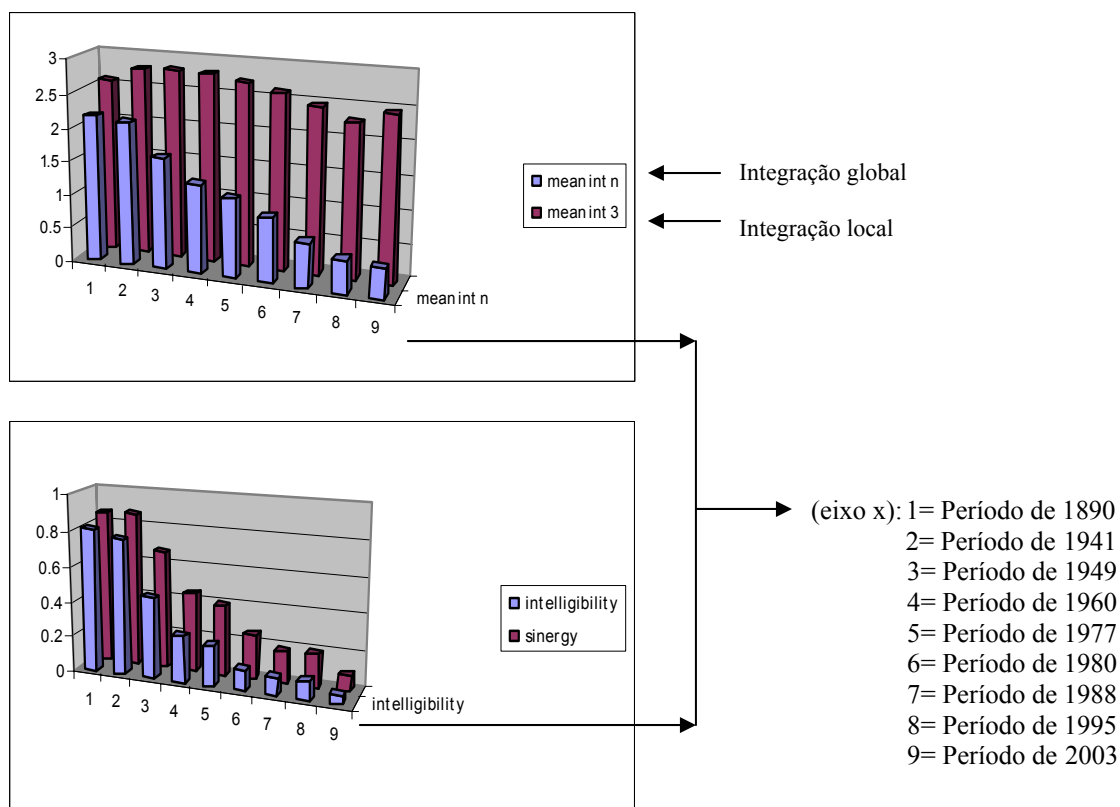 3
2.5
2
1.5
1
0.5
0
1 2 3 4 5 6 7 8 9
mean int n
mean int n
mean int 3
Integração global
Integração local
1
0.8
0.6
0.4
0.2
0
1 2 3 4 5 6 7 8 9
intelligibility
intelligibility
sinergy
(eixo x): 1= Período de 1890
2= Período de 1941
3= Período de 1949
4= Período de 1960
5= Período de 1977
6= Período de 1980
7= Período de 1988
8= Período de 1995
9= Período de 2003